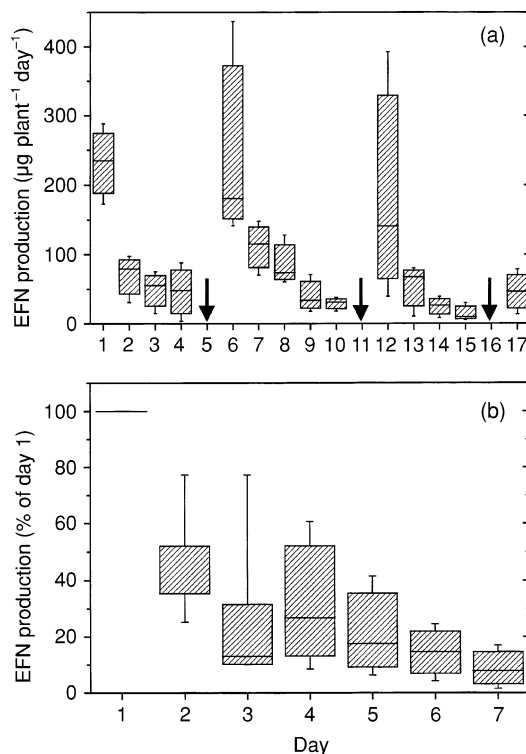 (a)
EFN production (μg plant⁻¹ day⁻¹)
400
300
200
100
0
1 2 3 4 5 6 7 8 9 10 11 12 13 14 15 16 17
(b)
EFN production (% of day 1)
100
80
60
40
20
0
1 2 3 4 5 6 7
Day